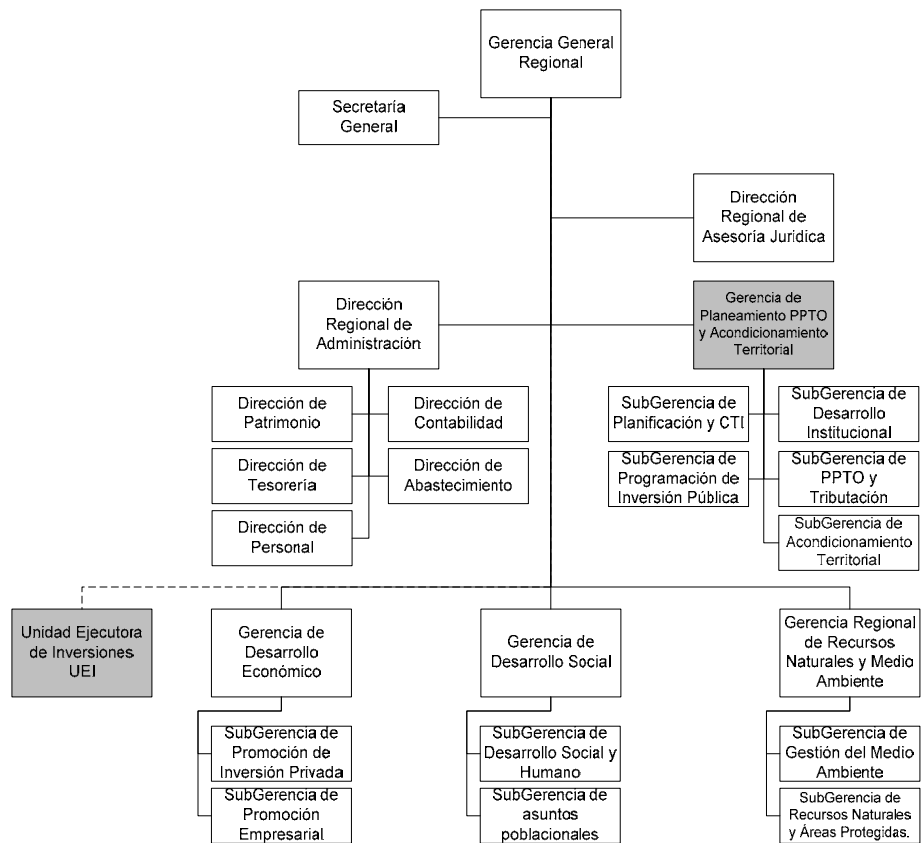 Gerencia General
Regional
Secretaría
General
Dirección
Regional de
Asesoría Jurídica
Dirección
Regional de
Administración
Gerencia de
Planeamiento PPTO
y Acondicionamiento
Territorial
Dirección de
Patrimonio
Dirección de
Contabilidad
Dirección de
Tesorería
Dirección de
Abastecimiento
Dirección de
Personal
SubGerencia de
Planificación y CTI
SubGerencia de
Desarrollo
Institucional
SubGerencia de
Programación de
Inversión Pública
SubGerencia de
PPTO y
Tributación
SubGerencia de
Acondicionamiento
Territorial
Unidad Ejecutora
de Inversiones
UEI
Gerencia de
Desarrollo
Económico
Gerencia de
Desarrollo Social
Gerencia Regional
de Recursos
Naturales y Medio
Ambiente
SubGerencia de
Promoción de
Inversión Privada
SubGerencia de
Promoción
Empresarial
SubGerencia de
Desarrollo Social y
Humano
SubGerencia de
asuntos
poblacionales
SubGerencia de
Gestión del Medio
Ambiente
SubGerencia de
Recursos Naturales
y Áreas Protegidas.